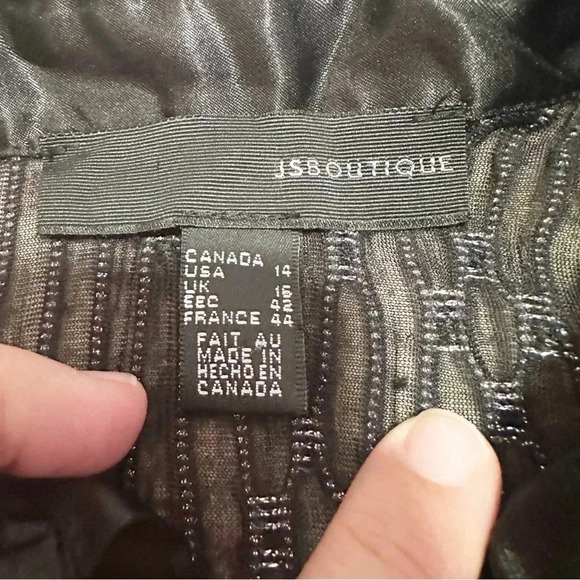 JSBOUTIQUE
CANADA
USA 14
UK 16
EEC 42
FRANCE 44
FAIT AU
MADE IN
HECHO EN
CANADA